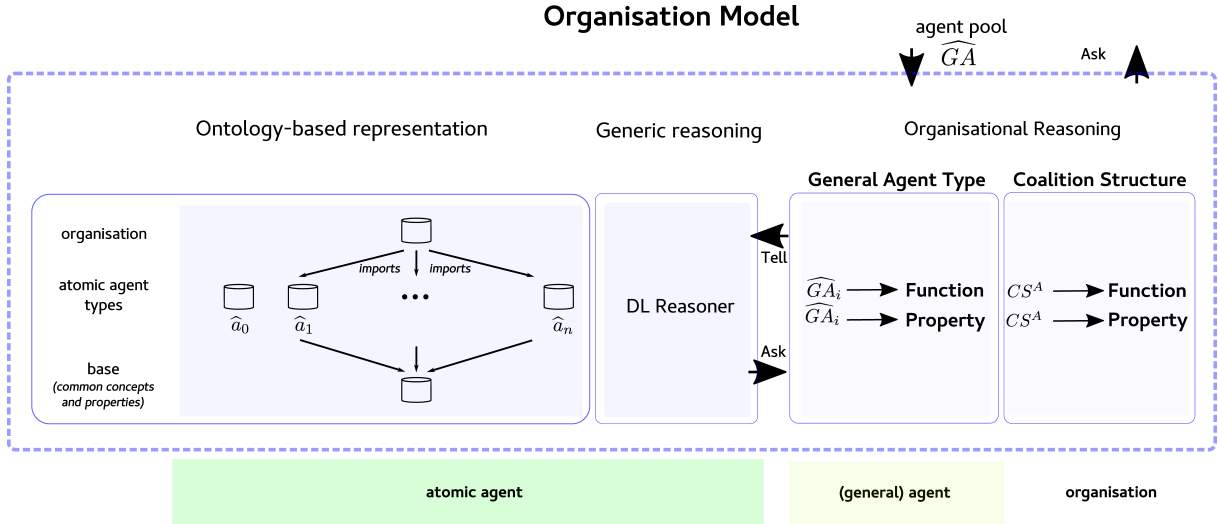 Organisation Model
agent pool
$\widehat{GA}$
Ask
Ontology-based representation
Generic reasoning
Organisational Reasoning
General Agent Type
Coalition Structure
organisation
imports imports
atomic agent
types
$\widehat{a}_0$ $\widehat{a}_1$ ••• $\widehat{a}_n$
base
(common concepts
and properties)
DL Reasoner
Tell
Ask
$\widehat{GA}_i$ Function
$\widehat{GA}_i$ Property
$CS^A$ Function
$CS^A$ Property
atomic agent
(general) agent
organisation